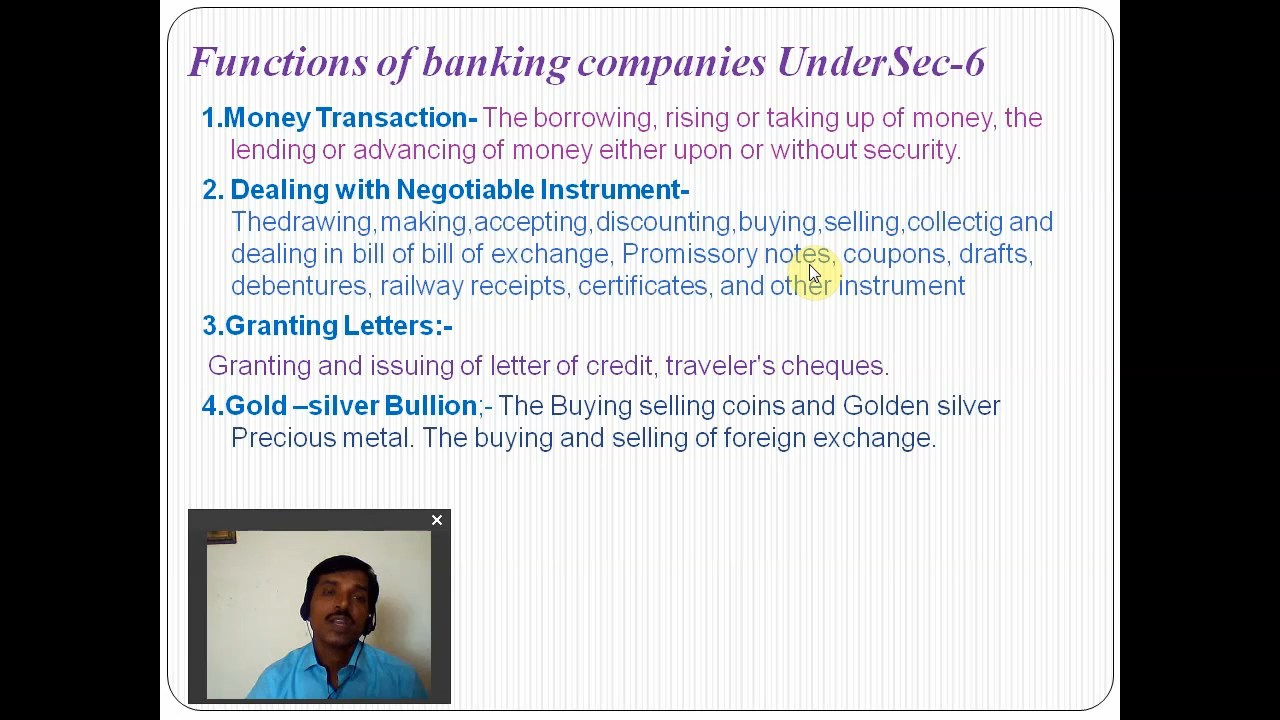 Functions of banking companies UnderSec-6
1.Money Transaction- The borrowing, rising or taking up of money, the
lending or advancing of money either upon or without security.
2. Dealing with Negotiable Instrument-
Thedrawing,making,accepting,discounting,buying,selling,collectig and
dealing in bill of bill of exchange, Promissory notes, coupons, drafts,
debentures, railway receipts, certificates, and other instrument
3.Granting Letters:-
Granting and issuing of letter of credit, traveler's cheques.
4.Gold –silver Bullion;- The Buying selling coins and Golden silver
Precious metal. The buying and selling of foreign exchange.